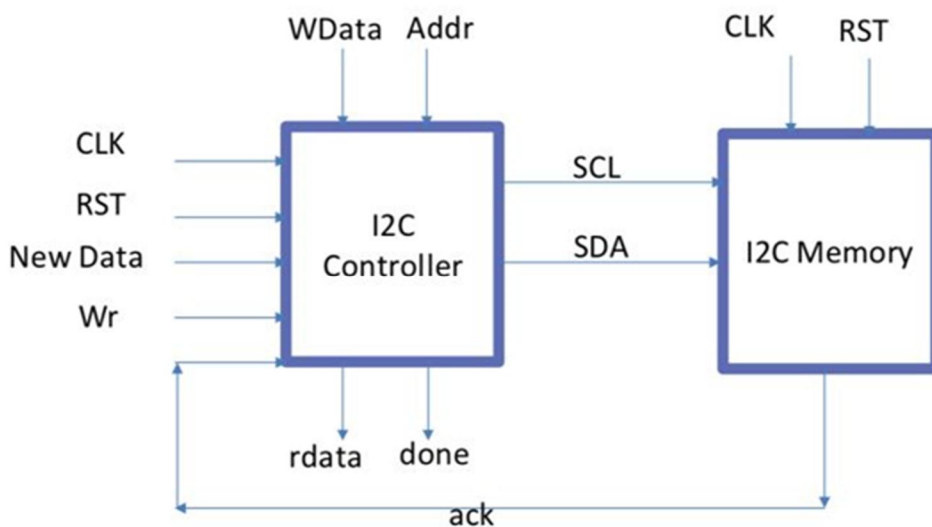 WData Addr
CLK RST
CLK
RST
New Data
Wr
I2C
Controller
SCL
SDA
I2C Memory
rdata done
ack